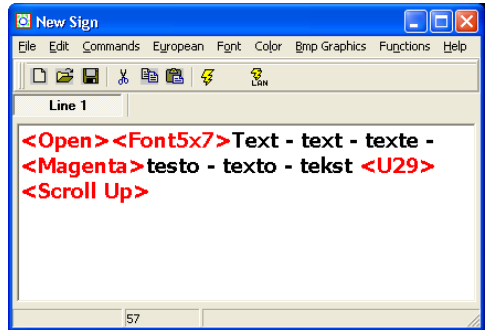 New Sign
File Edit Commands European Font Color Bmp Graphics Functions Help
LAN
Line 1
<Open><Font5x7>Text - text - texte -
<Magenta>testo - texto - tekst <U29>
<Scroll Up>
57